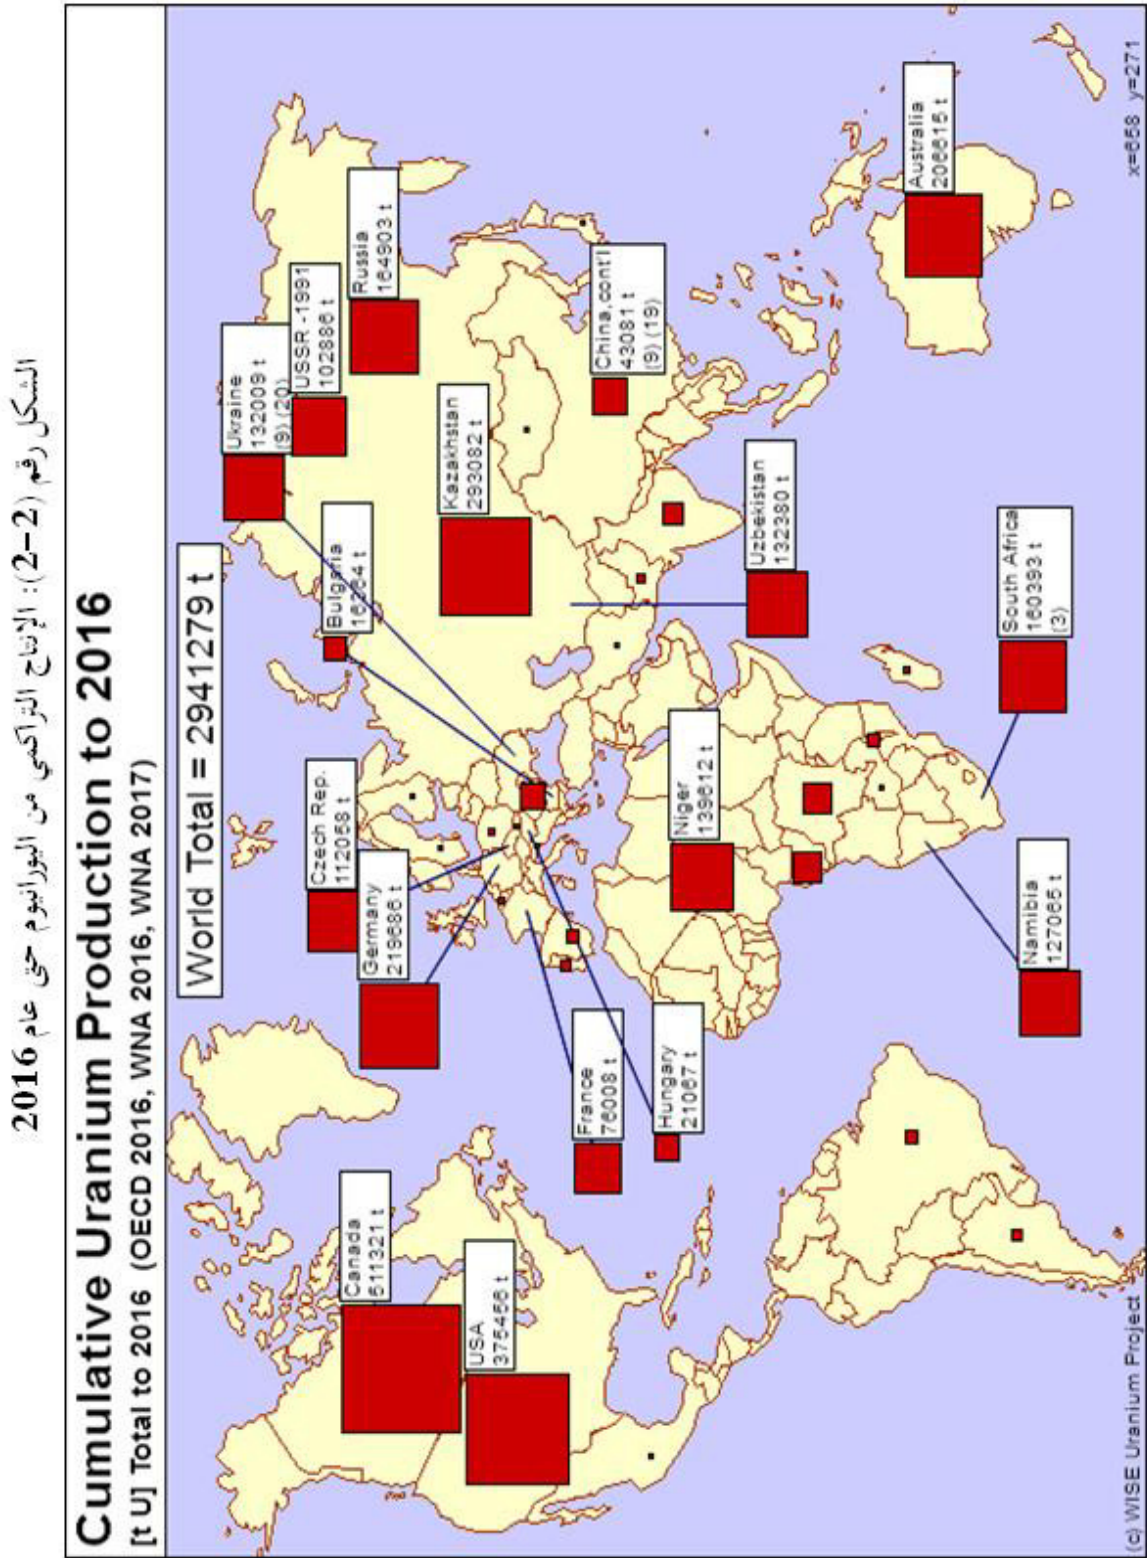 الشكل رقم (2–2): الإنتاج التراكمي من اليورانيوم حتى عام 2016
Cumulative Uranium Production to 2016
[t U] Total to 2016 (OECD 2016, WNA 2016, WNA 2017)
World Total = 2941279 t
Canada
511321 t
USA
375456 t
Czech Rep.
112058 t
Germany
219686 t
France
76008 t
Hungary
21067 t
Bulgaria
t
Ukraine
132009 t
(9) (20)
USSR -1991
102886 t
Russia
164903 t
Kazakhstan
293082 t
China,cont'l
43081 t
(9) (19)
Uzbekistan
132380 t
Niger
139612 t
Namibia
127065 t
South Africa
160393 t
(3)
Australia
206615 t
(c) WISE Uranium Project
x=658 y=271